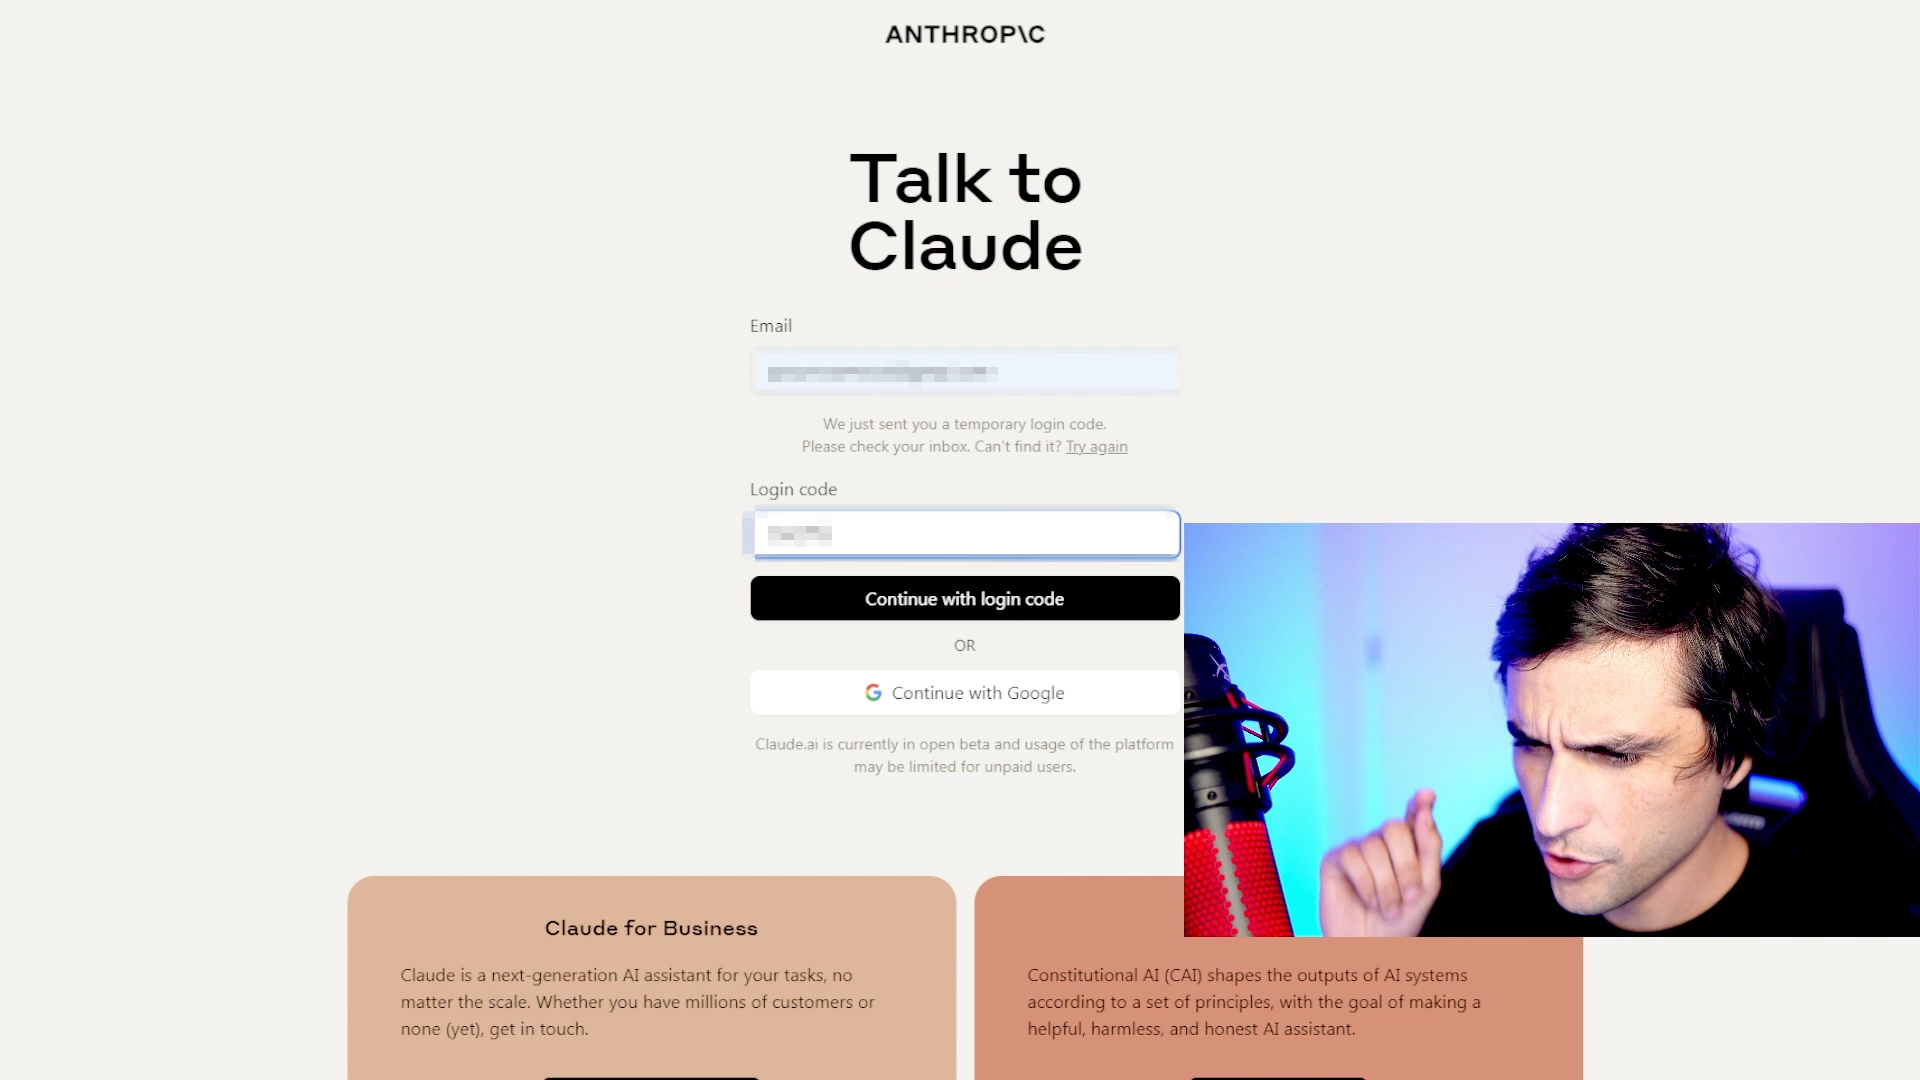 ANTHROP\C
Talk to
Claude
Email
We just sent you a temporary login code.
Please check your inbox. Can't find it? Try again
Login code
Continue with login code
OR
Continue with Google
Claude.ai is currently in open beta and usage of the platform
may be limited for unpaid users.
Claude for Business
Claude is a next-generation AI assistant for your tasks, no
matter the scale. Whether you have millions of customers or
none (yet), get in touch.
Constitutional AI (CAI) shapes the outputs of AI systems
according to a set of principles, with the goal of making a
helpful, harmless, and honest AI assistant.